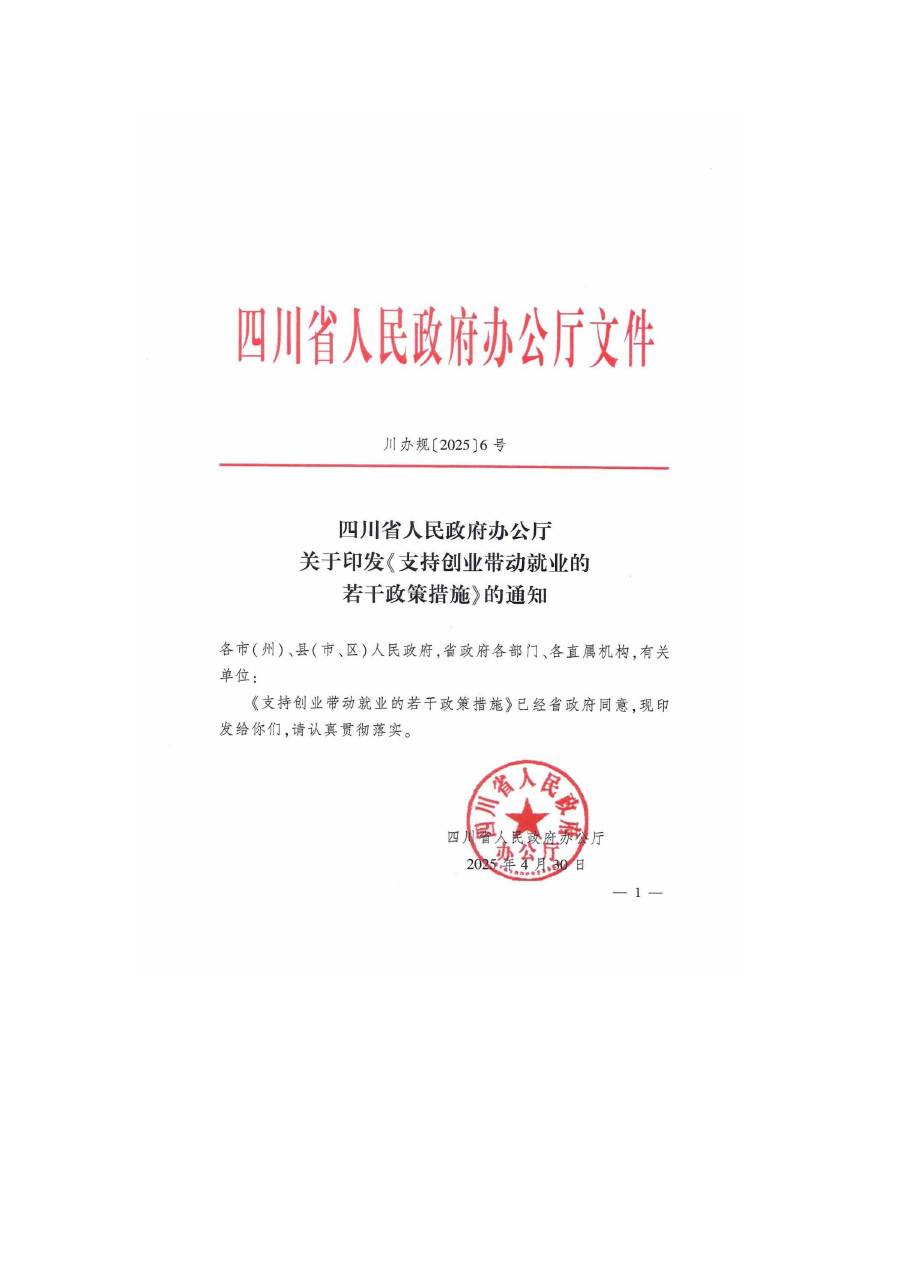 四川省人民政府办公厅文件
川办规〔2025〕6号
四川省人民政府办公厅
关于印发《支持创业带动就业的
若干政策措施》的通知
各市(州)、县(市、区)人民政府,省政府各部门、各直属机构,有关
单位:
《支持创业带动就业的若干政策措施》已经省政府同意,现印
发给你们,请认真贯彻落实。
四川省人民政府
办公厅
四川省人民政府办公厅
2025年4月30日
— 1 —